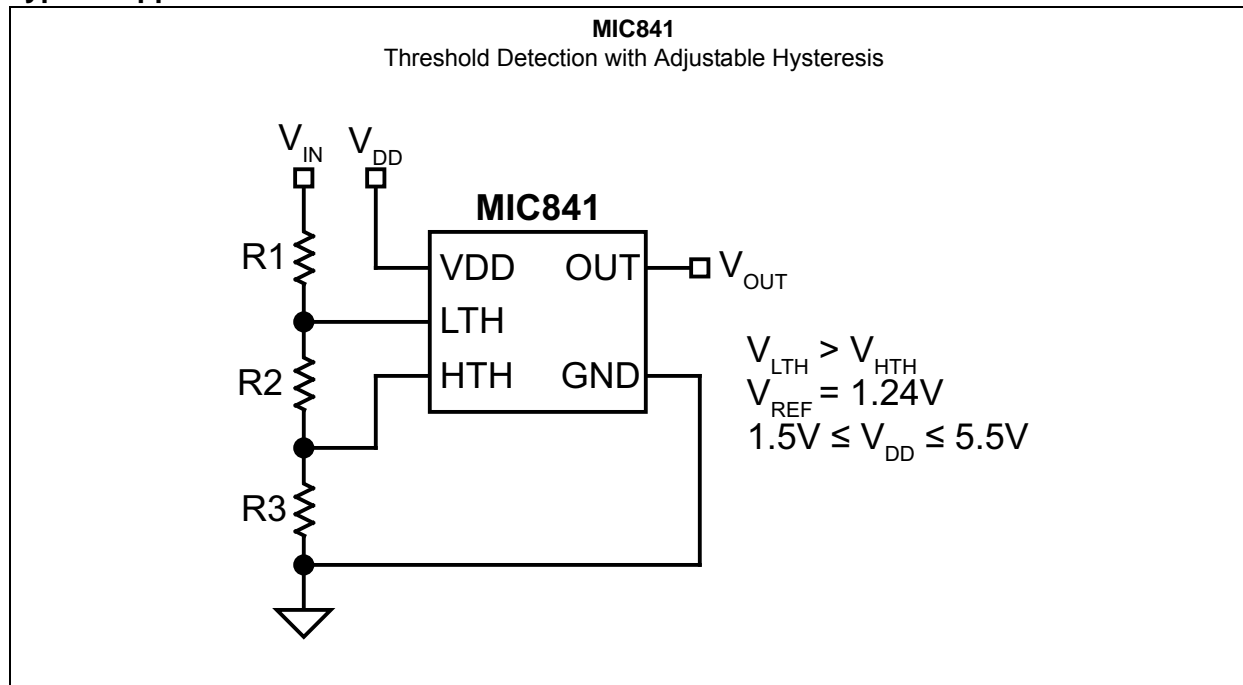 MIC841
Threshold Detection with Adjustable Hysteresis
V_IN V_DD
MIC841
R1
VDD OUT
V_OUT
LTH
R2
HTH GND
V_LTH > V_HTH
V_REF = 1.24V
1.5V ≤ V_DD ≤ 5.5V
R3